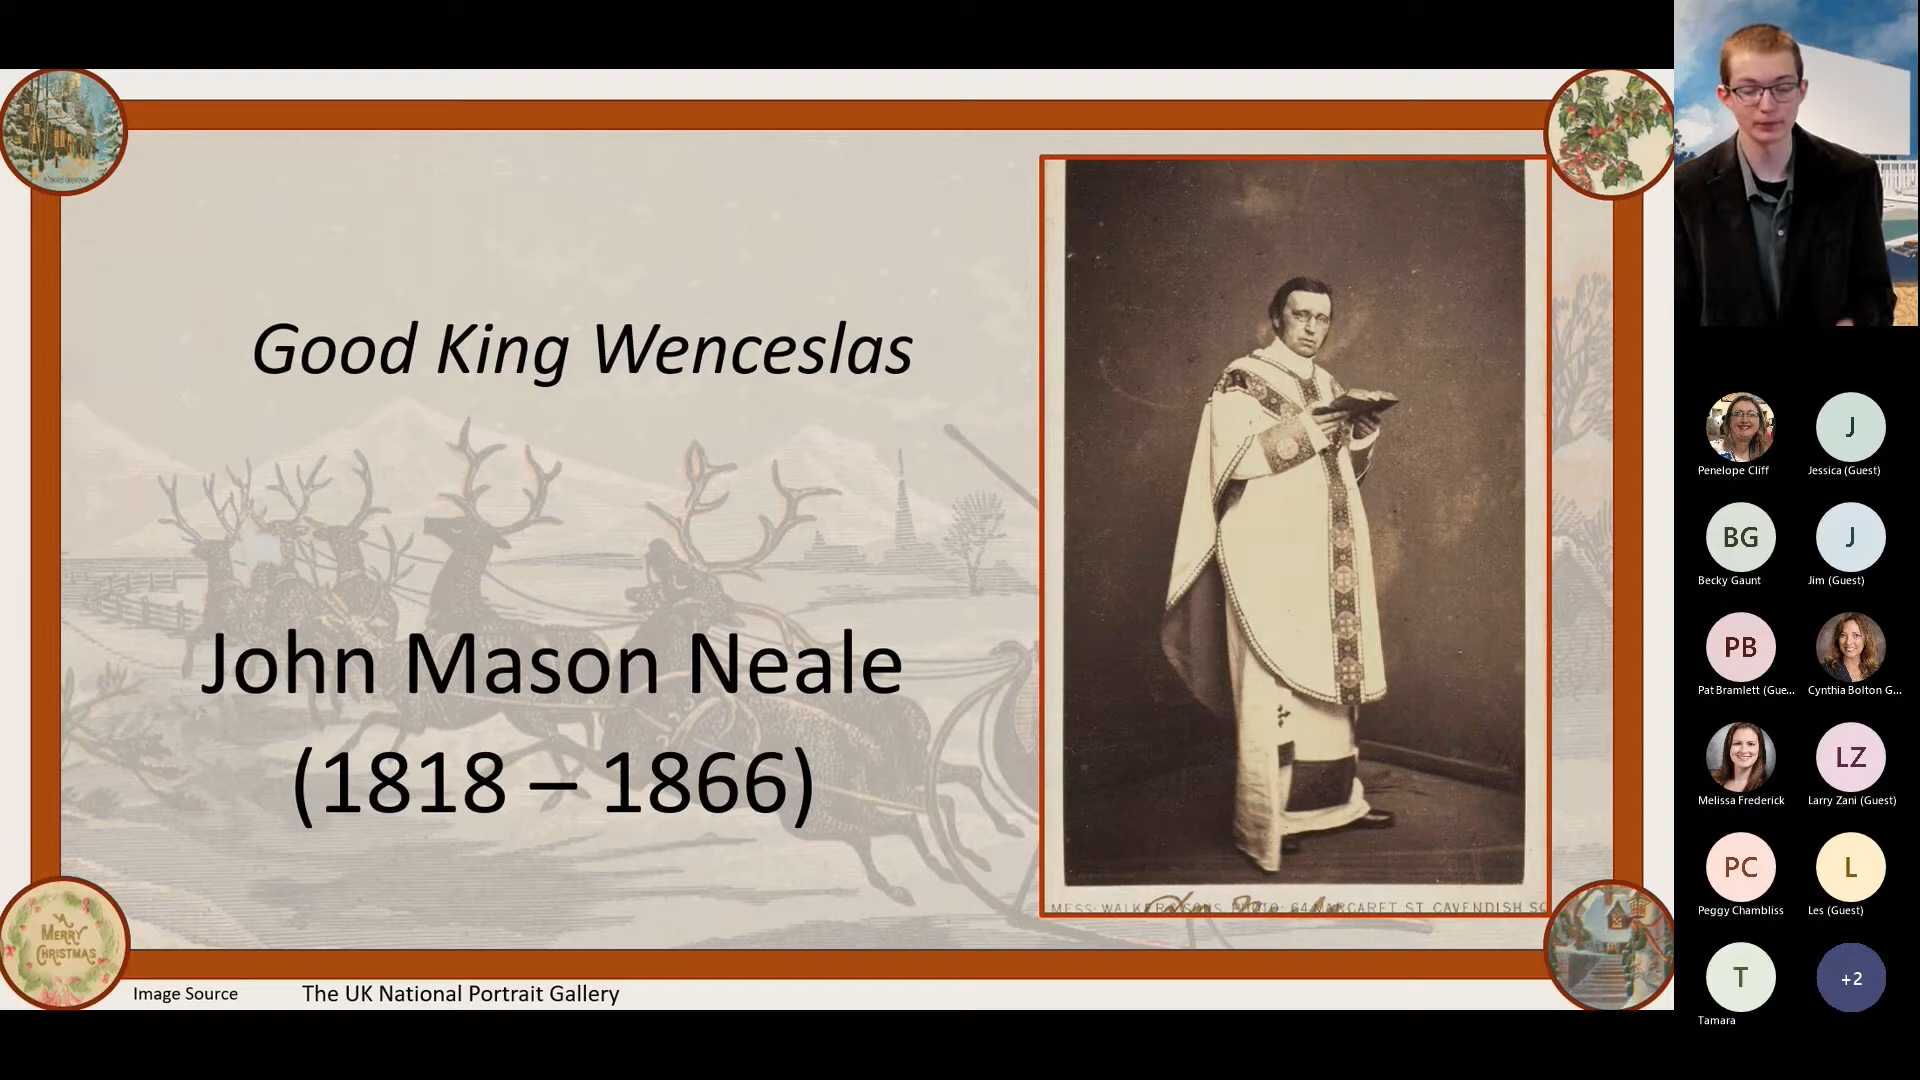 Good King Wenceslas
John Mason Neale
(1818 – 1866)
MESS: WALKER & SONS, PHOTO: 64 MARGARET ST CAVENDISH
A
MERRY
CHRISTMAS
Image Source The UK National Portrait Gallery
Penelope Cliff
J
Jessica (Guest)
BG
Becky Gaunt
J
Jim (Guest)
PB
Pat Bramlett (Gue...
Cynthia Bolton G...
Melissa Frederick
LZ
Larry Zani (Guest)
PC
Peggy Chambliss
L
Les (Guest)
T
Tamara
+2